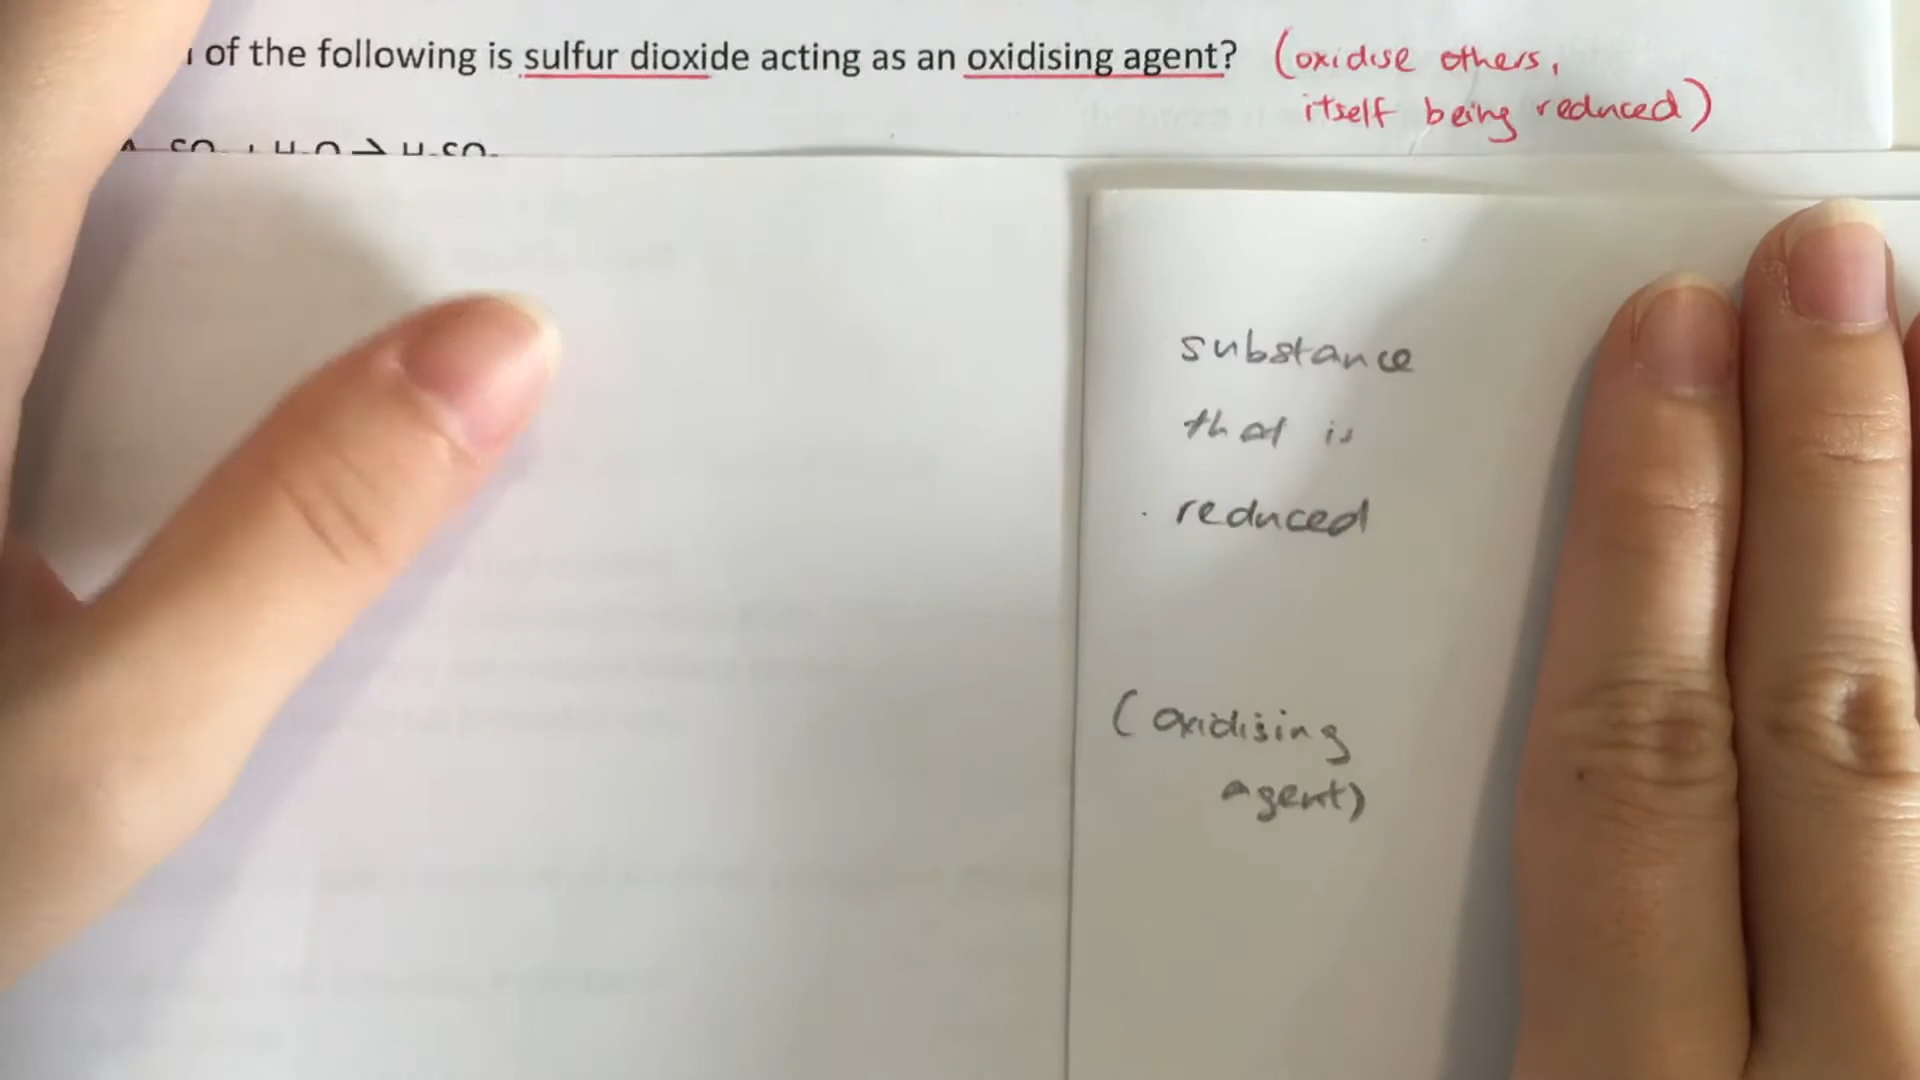 of the following is sulfur dioxide acting as an oxidising agent? (oxidise others,
itself being reduced)
substance
that is
reduced
(oxidising
agent)